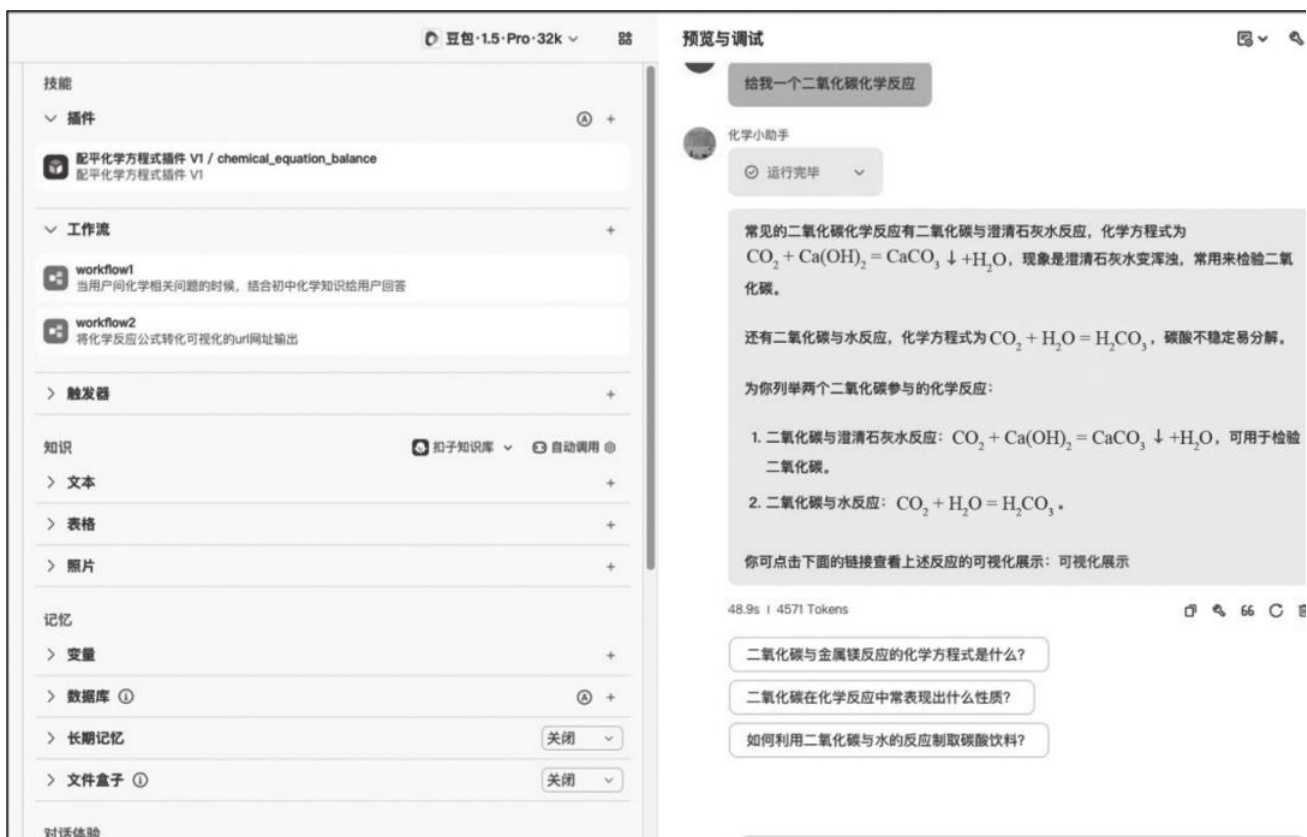 豆包·1.5·Pro·32k
技能
插件
配平化学方程式插件 V1 / chemical_equation_balance
配平化学方程式插件 V1
工作流
workflow1
当用户问化学相关问题的时候，结合初中化学知识给用户回答
workflow2
将化学反应公式转化可视化的url网址输出
触发器
知识
扣子知识库
自动调用
文本
表格
照片
记忆
变量
数据库
长期记忆
关闭
文件盒子
关闭
对话体验
预览与调试
给我一个二氧化碳化学反应
化学小助手
运行完毕
常见的二氧化碳化学反应有二氧化碳与澄清石灰水反应，化学方程式为
CO₂ + Ca(OH)₂ = CaCO₃ ↓ +H₂O，现象是澄清石灰水变浑浊，常用来检验二氧
化碳。
还有二氧化碳与水反应，化学方程式为CO₂ + H₂O = H₂CO₃，碳酸不稳定易分解。
为你列举两个二氧化碳参与的化学反应：
1. 二氧化碳与澄清石灰水反应：CO₂ + Ca(OH)₂ = CaCO₃ ↓ +H₂O，可用于检验
二氧化碳。
2. 二氧化碳与水反应：CO₂ + H₂O = H₂CO₃。
你可点击下面的链接查看上述反应的可视化展示：可视化展示
48.9s | 4571 Tokens
二氧化碳与金属镁反应的化学方程式是什么?
二氧化碳在化学反应中常表现出什么性质?
如何利用二氧化碳与水的反应制取碳酸饮料?